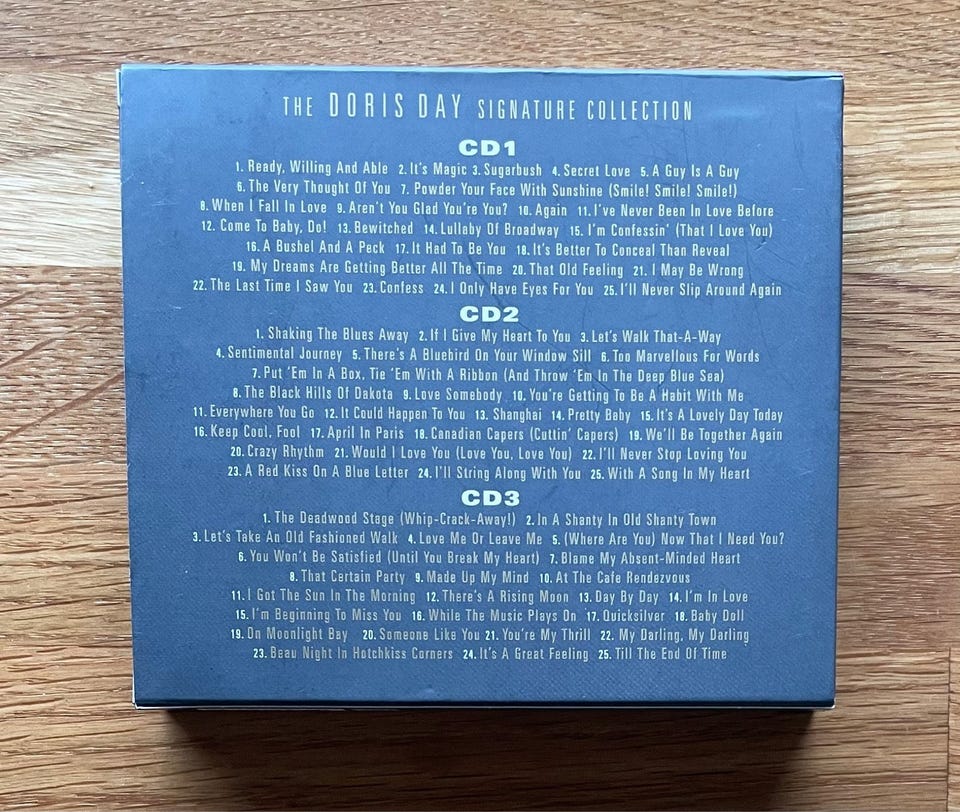 THE DORIS DAY SIGNATURE COLLECTION
CD1
1. Ready, Willing And Able 2. It's Magic 3. Sugarbush 4. Secret Love 5. A Guy Is A Guy
6. The Very Thought Of You 7. Powder Your Face With Sunshine (Smile! Smile! Smile!)
8. When I Fall In Love 9. Aren't You Glad You're You? 10. Again 11. I've Never Been In Love Before
12. Come To Baby, Do! 13. Bewitched 14. Lullaby Of Broadway 15. I'm Confessin' (That I Love You)
16. A Bushel And A Peck 17. It Had To Be You 18. It's Better To Conceal Than Reveal
19. My Dreams Are Getting Better All The Time 20. That Old Feeling 21. I May Be Wrong
22. The Last Time I Saw You 23. Confess 24. I Only Have Eyes For You 25. I'll Never Slip Around Again
CD2
1. Shaking The Blues Away 2. If I Give My Heart To You 3. Let's Walk That-A-Way
4. Sentimental Journey 5. There's A Bluebird On Your Window Sill 6. Too Marvellous For Words
7. Put 'Em In A Box, Tie 'Em With A Ribbon (And Throw 'Em In The Deep Blue Sea)
8. The Black Hills Of Dakota 9. Love Somebody 10. You're Getting To Be A Habit With Me
11. Everywhere You Go 12. It Could Happen To You 13. Shanghai 14. Pretty Baby 15. It's A Lovely Day Today
16. Keep Cool, Fool 17. April In Paris 18. Canadian Capers (Cuttin' Capers) 19. We'll Be Together Again
20. Crazy Rhythm 21. Would I Love You (Love You, Love You) 22. I'll Never Stop Loving You
23. A Red Kiss On A Blue Letter 24. I'll String Along With You 25. With A Song In My Heart
CD3
1. The Deadwood Stage (Whip-Crack-Away!) 2. In A Shanty In Old Shanty Town
3. Let's Take An Old Fashioned Walk 4. Love Me Or Leave Me 5. (Where Are You) Now That I Need You?
6. You Won't Be Satisfied (Until You Break My Heart) 7. Blame My Absent-Minded Heart
8. That Certain Party 9. Made Up My Mind 10. At The Cafe Rendezvous
11. I Got The Sun In The Morning 12. There's A Rising Moon 13. Day By Day 14. I'm In Love
15. I'm Beginning To Miss You 16. While The Music Plays On 17. Quicksilver 18. Baby Doll
19. On Moonlight Bay 20. Someone Like You 21. You're My Thrill 22. My Darling, My Darling
23. Beau Night In Hotchkiss Corners 24. It's A Great Feeling 25. Till The End Of Time